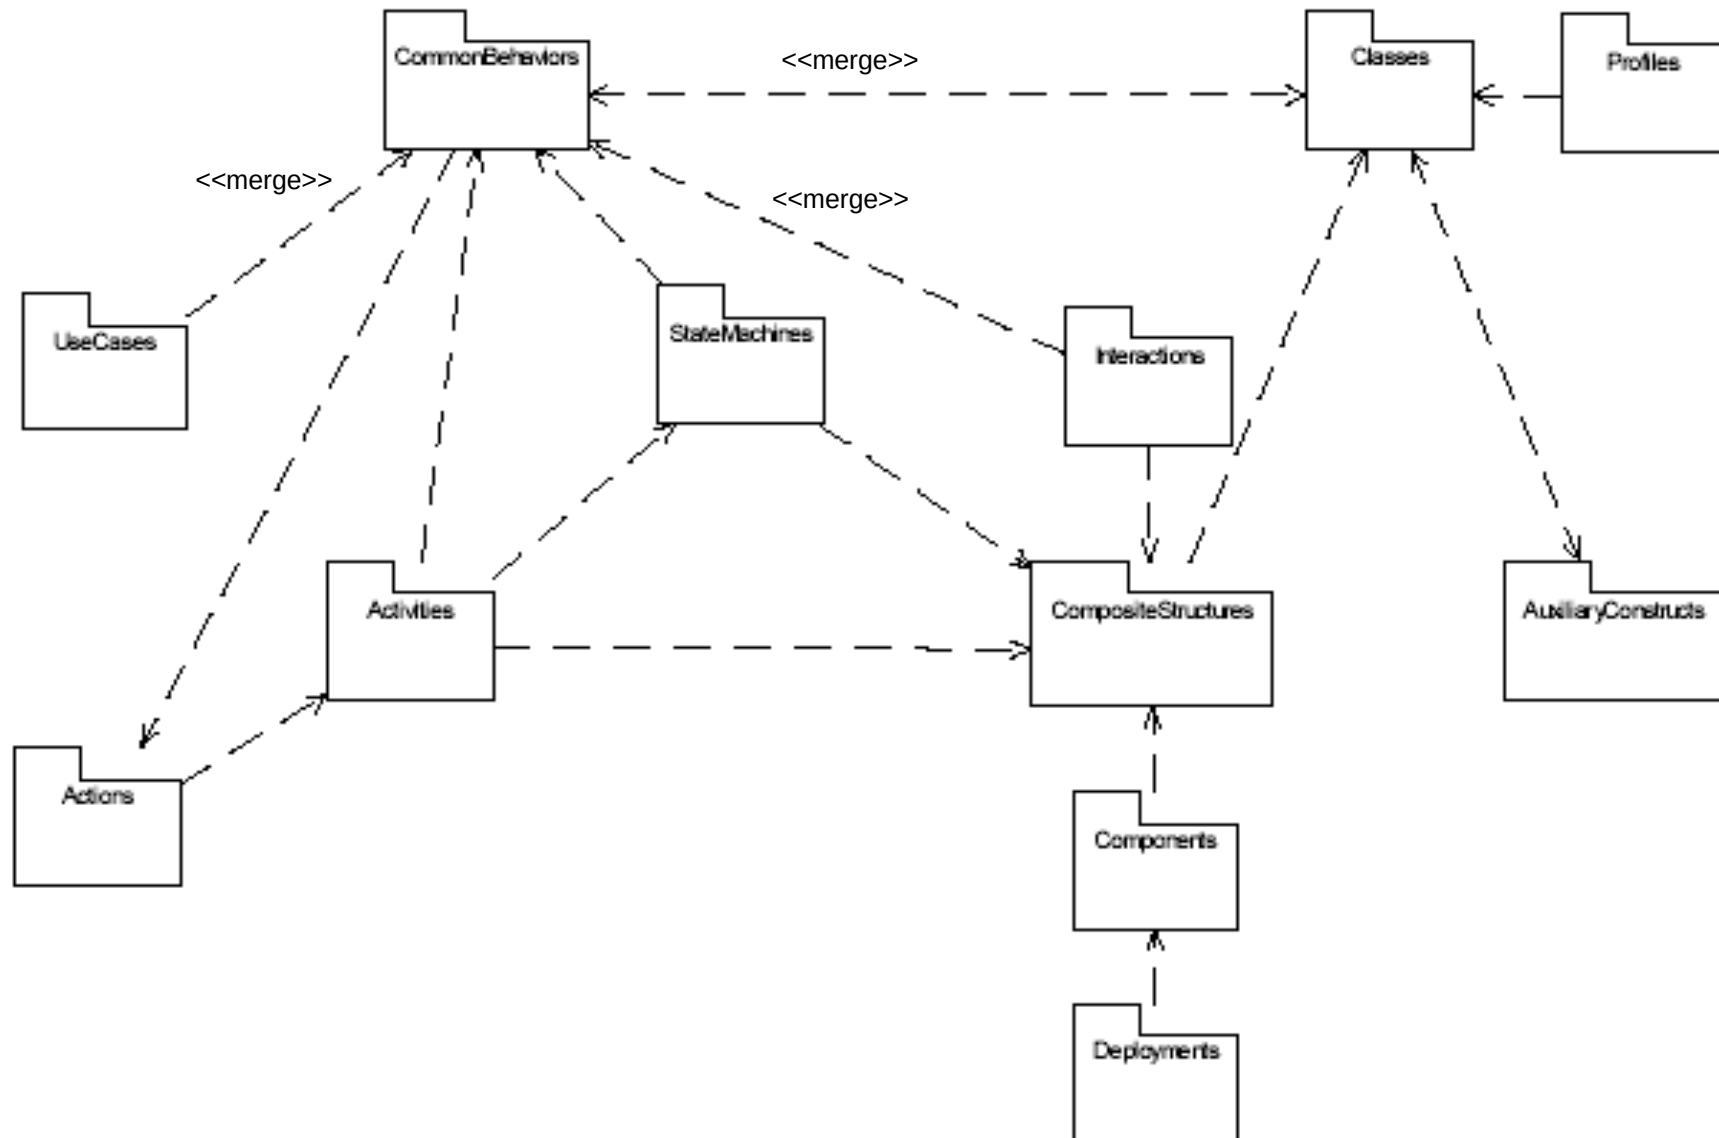 CommonBehaviors
<<merge>>
Classes
Profiles
<<merge>>
<<merge>>
UseCases
StateMachines
Interactions
Activities
CompositeStructures
AuxiliaryConstructs
Actions
Components
Deployments